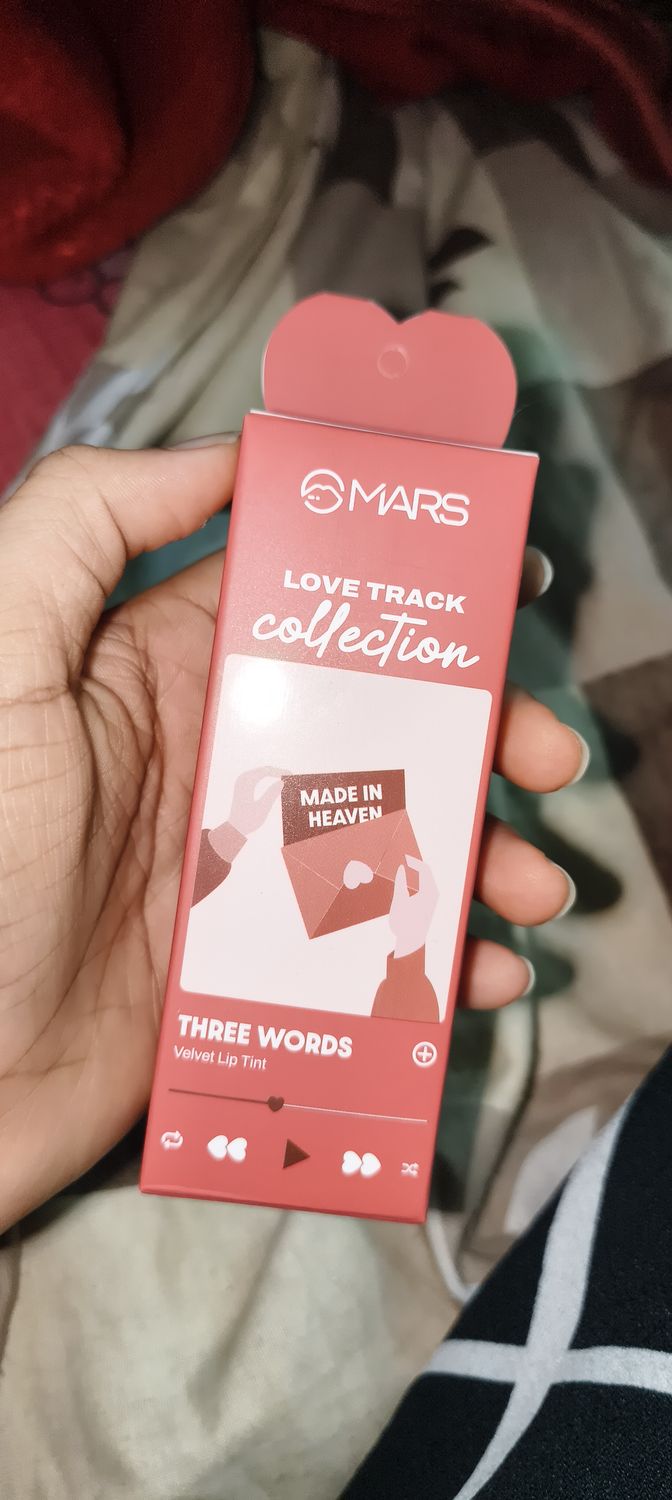 MARS
LOVE TRACK
collection
MADE IN
HEAVEN
THREE WORDS
Velvet Lip Tint